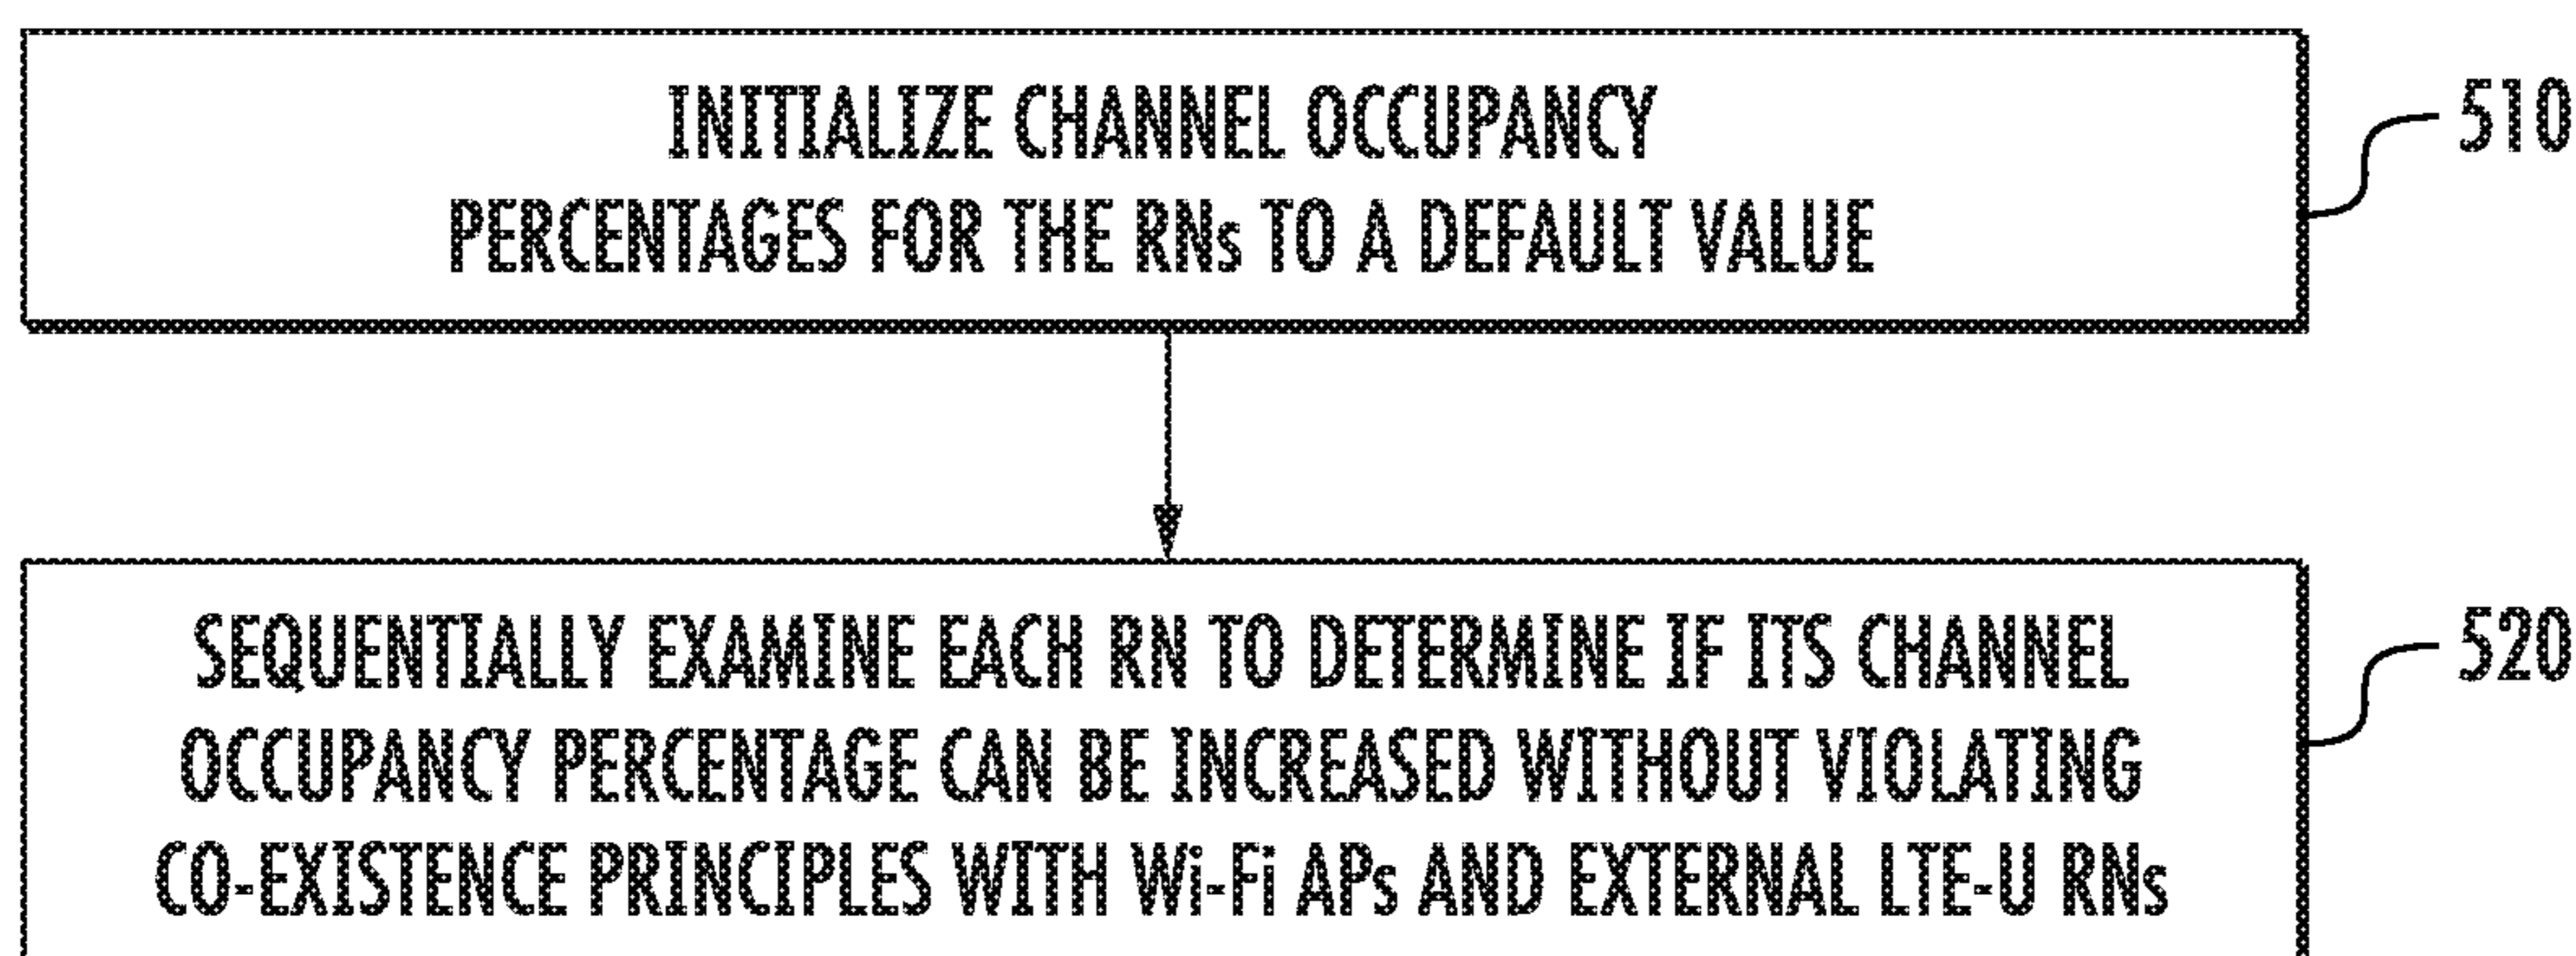 INITIALIZE CHANNEL OCCUPANCY
PERCENTAGES FOR THE RNs TO A DEFAULT VALUE
510
SEQUENTIALLY EXAMINE EACH RN TO DETERMINE IF ITS CHANNEL
OCCUPANCY PERCENTAGE CAN BE INCREASED WITHOUT VIOLATING
CO-EXISTENCE PRINCIPLES WITH Wi-Fi APs AND EXTERNAL LTE-U RNs
520